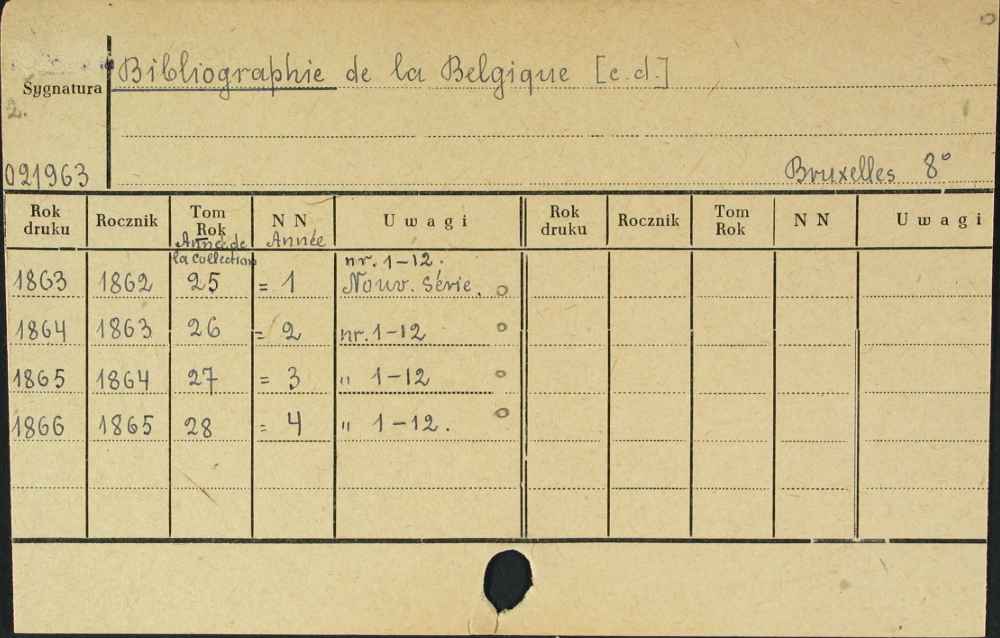 Bibliographie de la Belgique [c.d.]
Sygnatura
2.
021963
Bruxelles 8°
Rok druku Rocznik Tom Rok N N U w a g i Rok druku Rocznik Tom Rok N N U w a g i
Année de la collection Année
1863 1862 25 = 1 nr. 1-12. Nouv. Série.
1864 1863 26 = 2 nr. 1-12
1865 1864 27 = 3 " 1-12
1866 1865 28 = 4 " 1-12.